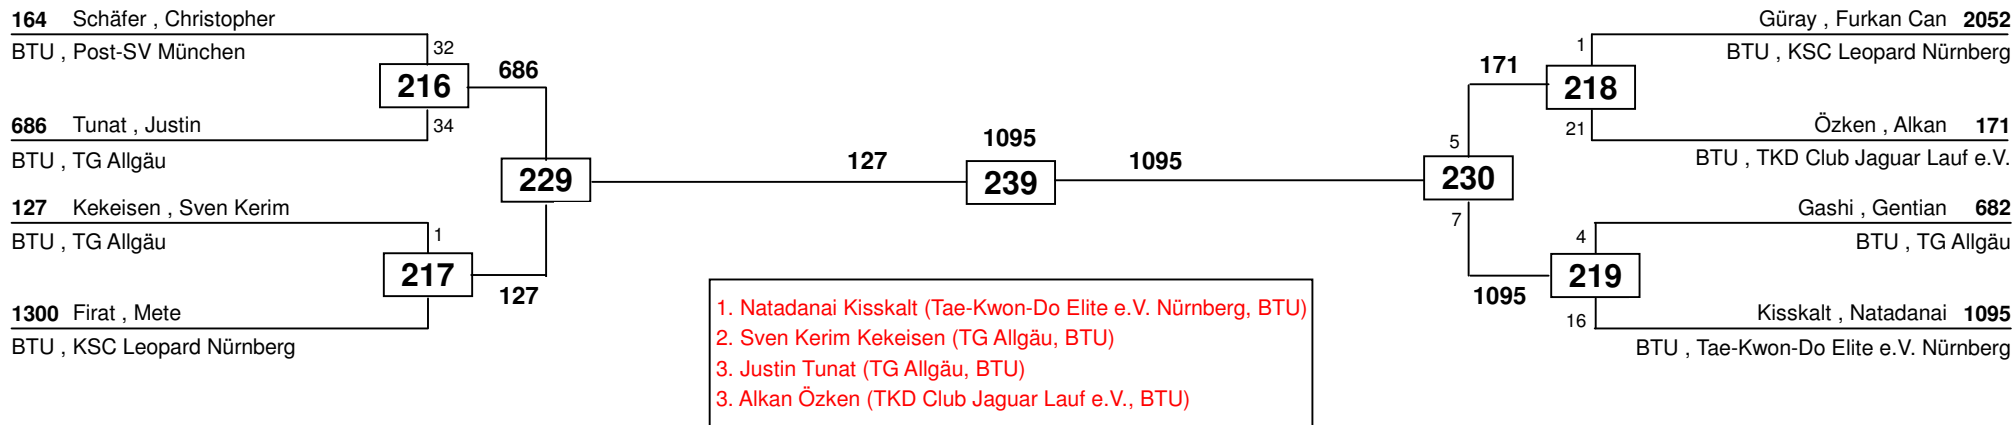 164 Schäfer , Christopher
BTU , Post-SV München
32
216
686
34
686 Tunat , Justin
BTU , TG Allgäu
229
127 Kekeisen , Sven Kerim
BTU , TG Allgäu
1
217
127
1300 Firat , Mete
BTU , KSC Leopard Nürnberg
127
1095
239
1095
Güray , Furkan Can 2052
BTU , KSC Leopard Nürnberg
1
171
218
21
Özken , Alkan 171
BTU , TKD Club Jaguar Lauf e.V.
5
230
7
Gashi , Gentian 682
BTU , TG Allgäu
4
219
1095
16
Kisskalt , Natadanai 1095
BTU , Tae-Kwon-Do Elite e.V. Nürnberg
1. Natadanai Kisskalt (Tae-Kwon-Do Elite e.V. Nürnberg, BTU)
2. Sven Kerim Kekeisen (TG Allgäu, BTU)
3. Justin Tunat (TG Allgäu, BTU)
3. Alkan Özken (TKD Club Jaguar Lauf e.V., BTU)